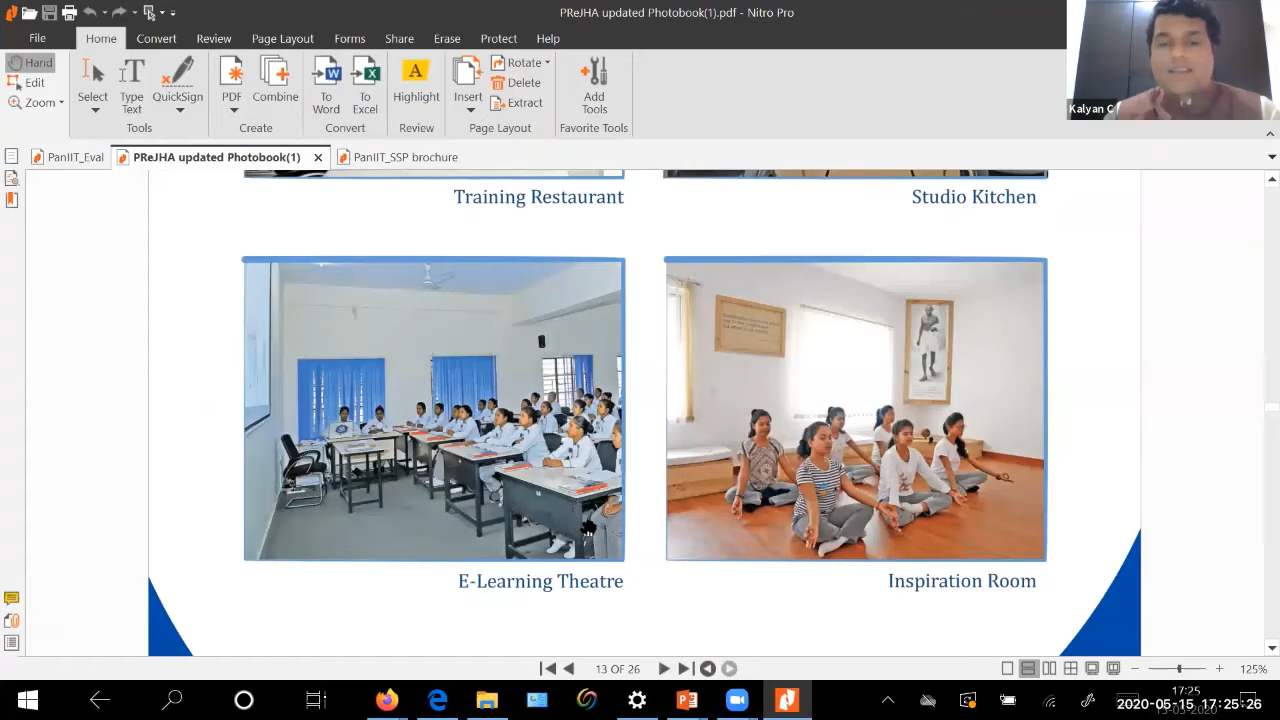 PReJHA updated Photobook(1).pdf - Nitro Pro
File Home Convert Review Page Layout Forms Share Erase Protect Help
Hand
Edit
Zoom
Select
Type Text
QuickSign
Tools
PDF
Combine
Create
To Word
To Excel
Convert
Highlight
Review
Insert
Rotate
Delete
Extract
Page Layout
Add Tools
Favorite Tools
Kalyan C
PanIIT_Eval
PReJHA updated Photobook(1)
PanIIT_SSP brochure
Training Restaurant
Studio Kitchen
E-Learning Theatre
Inspiration Room
13 OF 26
125%
17:25
2020-05-15 17:25:26